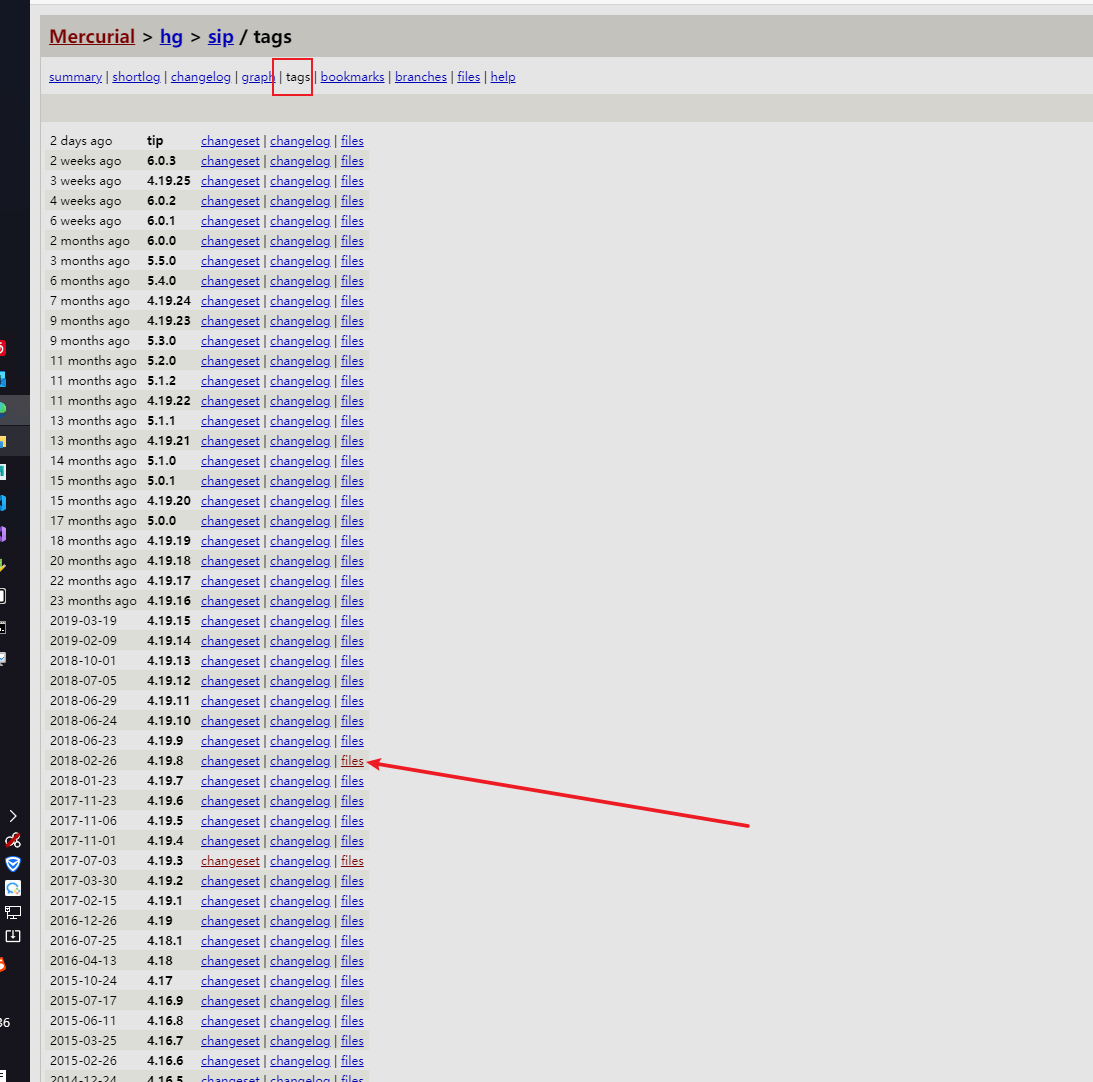 Mercurial > hg > sip / tags
summary | shortlog | changelog | graph | tags | bookmarks | branches | files | help
2 days ago tip changeset | changelog | files
2 weeks ago 6.0.3 changeset | changelog | files
3 weeks ago 4.19.25 changeset | changelog | files
4 weeks ago 6.0.2 changeset | changelog | files
6 weeks ago 6.0.1 changeset | changelog | files
2 months ago 6.0.0 changeset | changelog | files
3 months ago 5.5.0 changeset | changelog | files
6 months ago 5.4.0 changeset | changelog | files
7 months ago 4.19.24 changeset | changelog | files
9 months ago 4.19.23 changeset | changelog | files
9 months ago 5.3.0 changeset | changelog | files
11 months ago 5.2.0 changeset | changelog | files
11 months ago 5.1.2 changeset | changelog | files
11 months ago 4.19.22 changeset | changelog | files
13 months ago 5.1.1 changeset | changelog | files
13 months ago 4.19.21 changeset | changelog | files
14 months ago 5.1.0 changeset | changelog | files
15 months ago 5.0.1 changeset | changelog | files
15 months ago 4.19.20 changeset | changelog | files
17 months ago 5.0.0 changeset | changelog | files
18 months ago 4.19.19 changeset | changelog | files
20 months ago 4.19.18 changeset | changelog | files
22 months ago 4.19.17 changeset | changelog | files
23 months ago 4.19.16 changeset | changelog | files
2019-03-19 4.19.15 changeset | changelog | files
2019-02-09 4.19.14 changeset | changelog | files
2018-10-01 4.19.13 changeset | changelog | files
2018-07-05 4.19.12 changeset | changelog | files
2018-06-29 4.19.11 changeset | changelog | files
2018-06-24 4.19.10 changeset | changelog | files
2018-06-23 4.19.9 changeset | changelog | files
2018-02-26 4.19.8 changeset | changelog | files
2018-01-23 4.19.7 changeset | changelog | files
2017-11-23 4.19.6 changeset | changelog | files
2017-11-06 4.19.5 changeset | changelog | files
2017-11-01 4.19.4 changeset | changelog | files
2017-07-03 4.19.3 changeset | changelog | files
2017-03-30 4.19.2 changeset | changelog | files
2017-02-15 4.19.1 changeset | changelog | files
2016-12-26 4.19 changeset | changelog | files
2016-07-25 4.18.1 changeset | changelog | files
2016-04-13 4.18 changeset | changelog | files
2015-10-24 4.17 changeset | changelog | files
2015-07-17 4.16.9 changeset | changelog | files
2015-06-11 4.16.8 changeset | changelog | files
2015-03-25 4.16.7 changeset | changelog | files
2015-02-26 4.16.6 changeset | changelog | files
2014-12-24 4.16.5 changeset | changelog | files